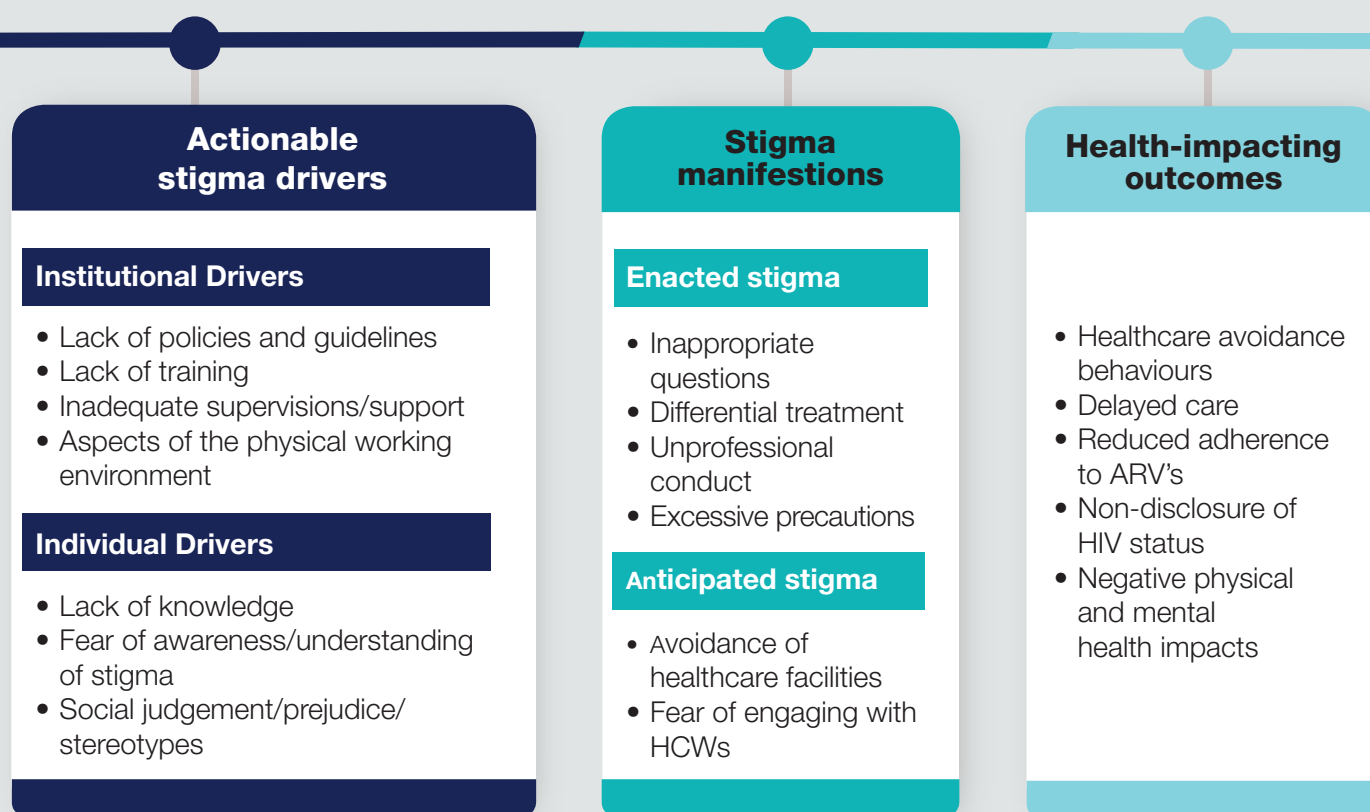 Actionable
stigma drivers
Institutional Drivers
• Lack of policies and guidelines
• Lack of training
• Inadequate supervisions/support
• Aspects of the physical working
environment
Individual Drivers
• Lack of knowledge
• Fear of awareness/understanding
of stigma
• Social judgement/prejudice/
stereotypes
Stigma
manifestions
Enacted stigma
• Inappropriate
questions
• Differential treatment
• Unprofessional
conduct
• Excessive precautions
Anticipated stigma
• Avoidance of
healthcare facilities
• Fear of engaging with
HCWs
Health-impacting
outcomes
• Healthcare avoidance
behaviours
• Delayed care
• Reduced adherence
to ARV’s
• Non-disclosure of
HIV status
• Negative physical
and mental
health impacts